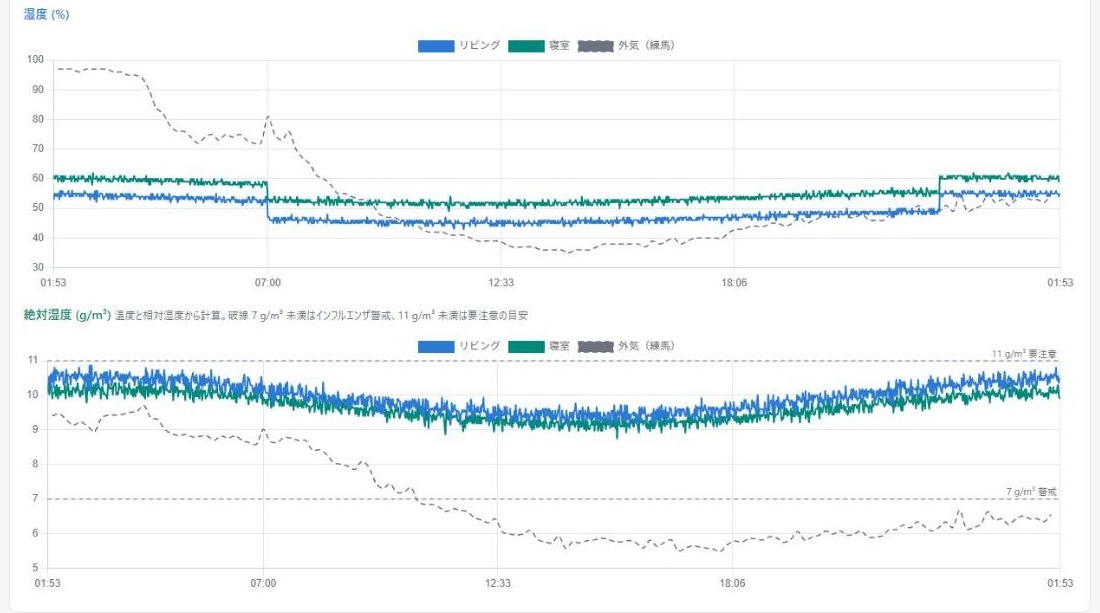 湿度 (%)
リビング 寝室 外気（練馬）
100
90
80
70
60
50
40
30
01:53 07:00 12:33 18:06 01:53
絶対湿度 (g/m³) 温度と相対湿度から計算。破線 7 g/m³ 未満はインフルエンザ警戒、11 g/m³ 未満は要注意の目安
リビング 寝室 外気（練馬）
11 g/m³ 要注意
11
10
9
8
7 g/m³ 警戒
7
6
5
01:53 07:00 12:33 18:06 01:53